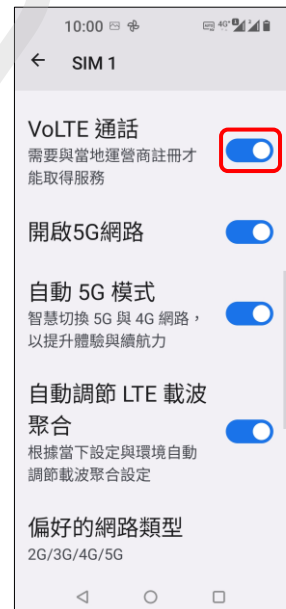 10:00
SIM 1
VoLTE 通話
需要與當地運營商註冊才
能取得服務
開啟5G網路
自動 5G 模式
智慧切換 5G 與 4G 網路，
以提升體驗與續航力
自動調節 LTE 載波
聚合
根據當下設定與環境自動
調節載波聚合設定
偏好的網路類型
2G/3G/4G/5G